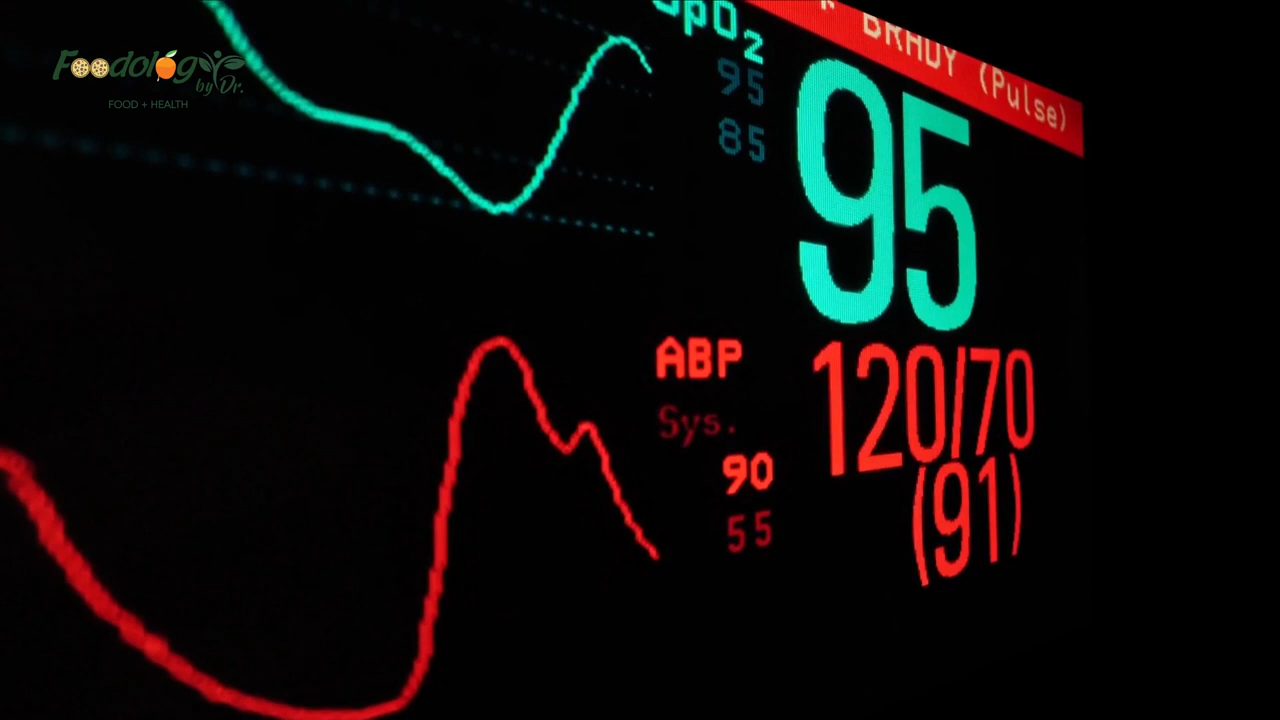 Foodology
by Dr.
FOOD + HEALTH
BRADY (Pulse)
SpO₂
95
85
95
ABP
Sys.
90
55
120/70
(91)